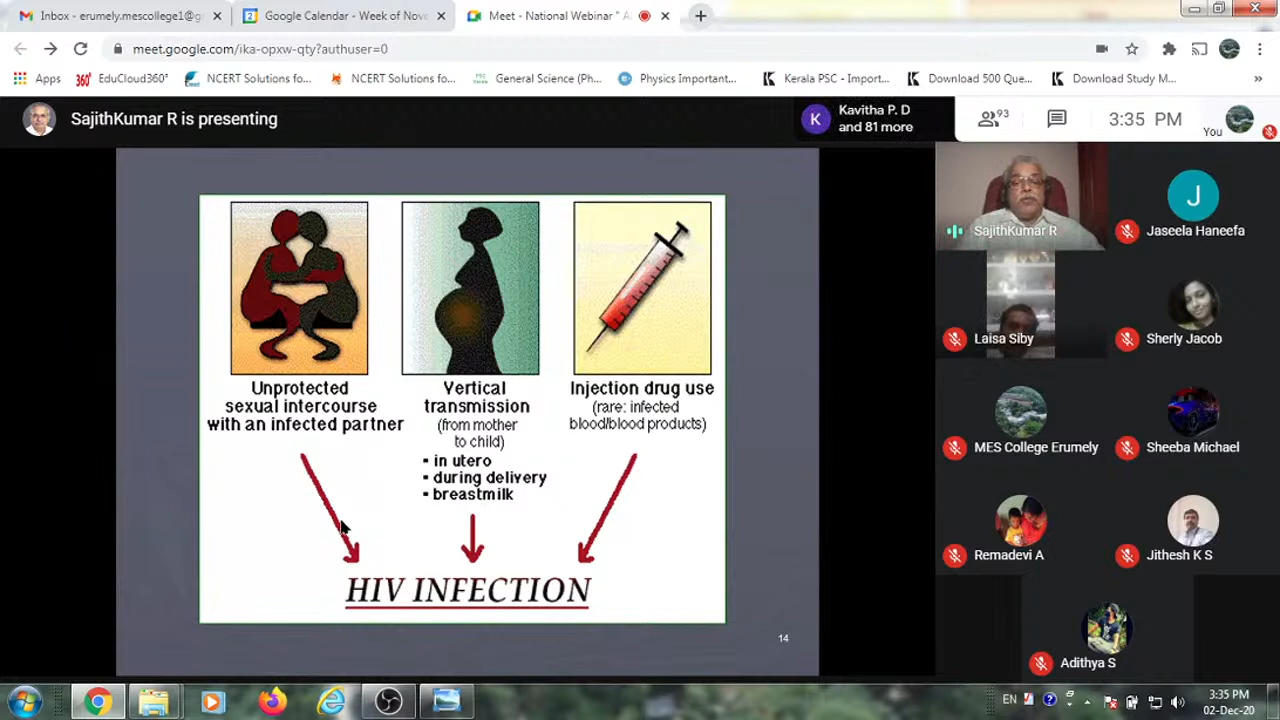 Inbox - erumely.mescollege1@g
Google Calendar - Week of Nove
Meet - National Webinar "
meet.google.com/ika-opxw-qty?authuser=0
Apps
360° EduCloud360°
NCERT Solutions fo...
NCERT Solutions fo...
General Science (Ph...
Physics Important...
Kerala PSC - Import...
Download 500 Que...
Download Study M...
»
SajithKumar R is presenting
K
Kavitha P. D
and 81 more
93
3:35 PM
You
SajithKumar R
J
Jaseela Haneefa
Laisa Siby
Sherly Jacob
MES College Erumely
Sheeba Michael
Remadevi A
Jithesh K S
Adithya S
Unprotected
sexual intercourse
with an infected partner
Vertical
transmission
(from mother
to child)
▪ in utero
▪ during delivery
▪ breastmilk
Injection drug use
(rare: infected
blood/blood products)
HIV INFECTION
14
EN
3:35 PM
02-Dec-20